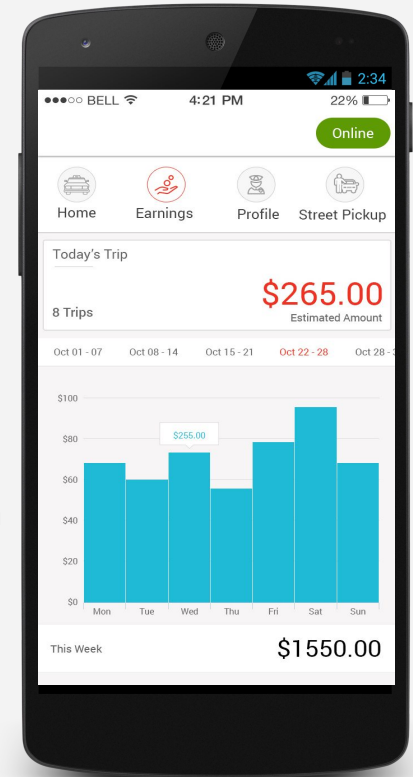 2:34
●●●○○ BELL 4:21 PM 22%
Online
Home Earnings Profile Street Pickup
Today's Trip
$265.00
8 Trips Estimated Amount
Oct 01 - 07 Oct 08 - 14 Oct 15 - 21 Oct 22 - 28 Oct 28 -
$100
$80
$255.00
$60
$40
$20
$0
Mon Tue Wed Thu Fri Sat Sun
This Week $1550.00